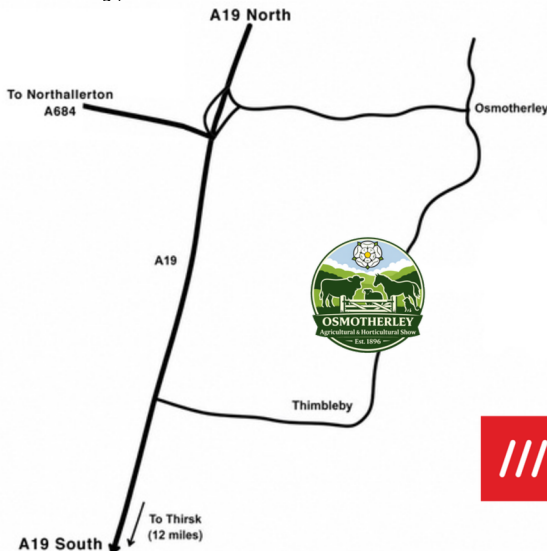 A19 North
To Northallerton
A684
Osmotherley
A19
OSMOTHERLEY
Agricultural & Horticultural Show
Est. 1896
Thimbleby
To Thirsk
(12 miles)
A19 South
///